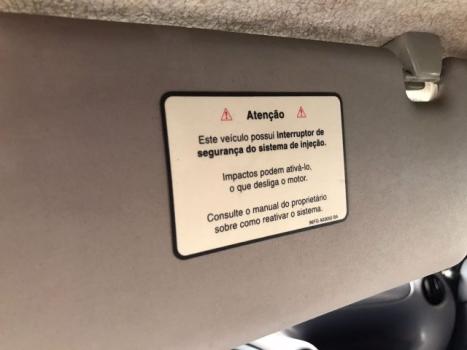 Atenção
Este veículo possui interruptor de
segurança do sistema de injeção.
Impactos podem ativá-lo,
o que desliga o motor.
Consulte o manual do proprietário
sobre como reativar o sistema.